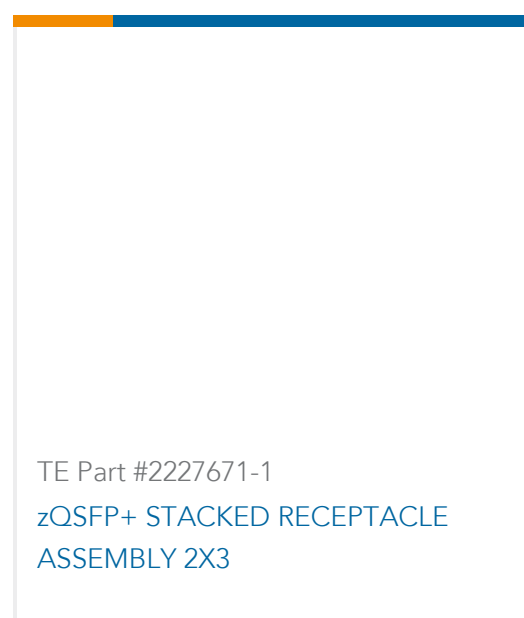 TE Part #2227671-1
zQSFP+ STACKED RECEPTACLE
ASSEMBLY 2X3